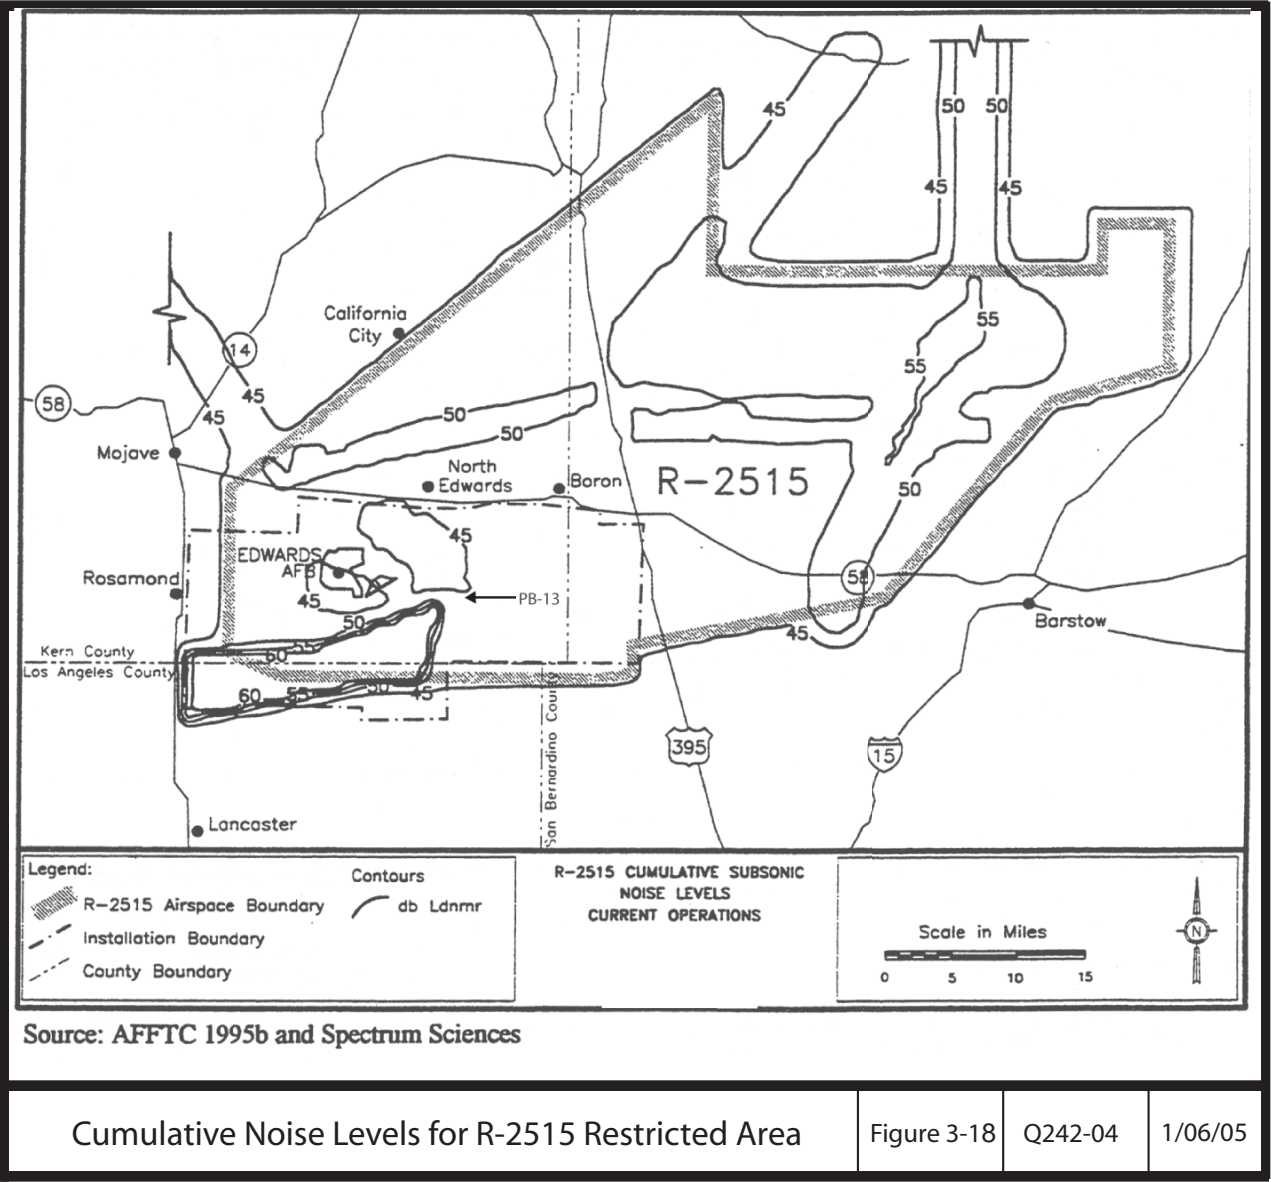 45
50
50
45
45
California
City
14
55
55
45
58
45
50
50
Mojave
North
Edwards
Boron
R-2515
50
45
EDWARDS
AFB
Rosamond
45
PB-13
58
50
45
Barstow
55
60
Kern County
Los Angeles County
60
55
50
45
San Bernardino County
395
15
Lancaster
Legend:
R-2515 Airspace Boundary
Installation Boundary
County Boundary
Contours
db Ldnmr
R-2515 CUMULATIVE SUBSONIC
NOISE LEVELS
CURRENT OPERATIONS
Scale in Miles
0 5 10 15
N
Source: AFFTC 1995b and Spectrum Sciences
Cumulative Noise Levels for R-2515 Restricted Area
Figure 3-18
Q242-04
1/06/05